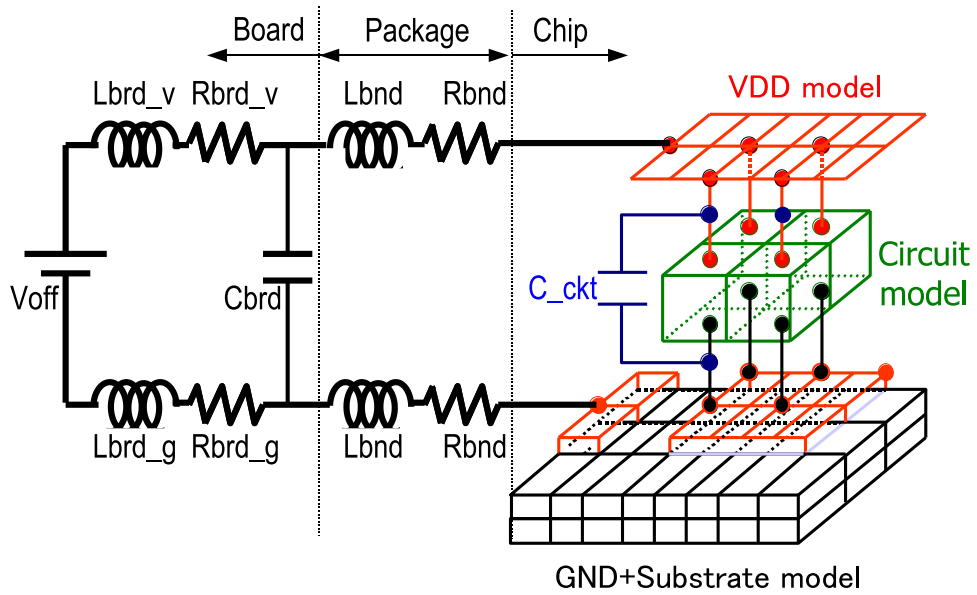 Board Package Chip
Lbrd_v Rbrd_v Lbnd Rbnd
VDD model
Voff Cbrd C_ckt
Circuit
model
Lbrd_g Rbrd_g Lbnd Rbnd
GND+Substrate model